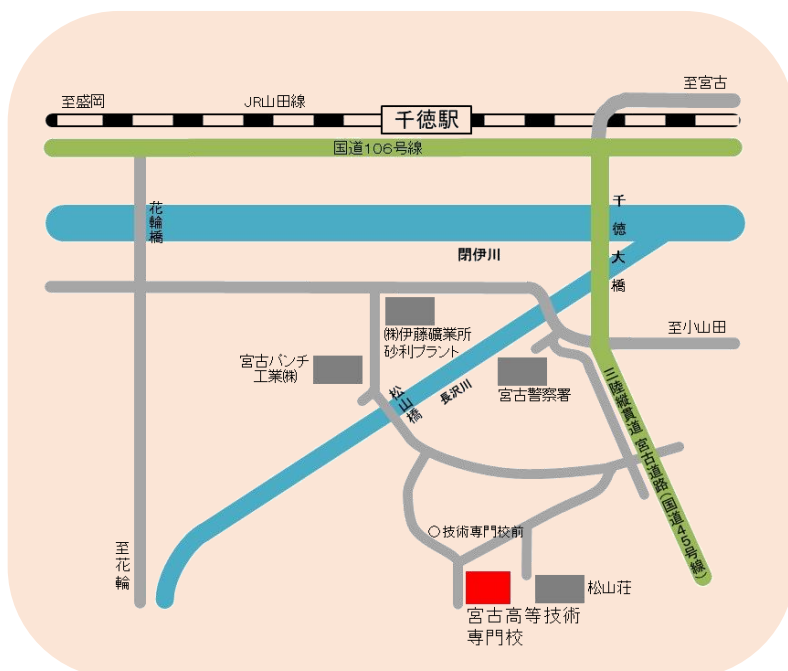 至宮古
至盛岡
JR山田線
千徳駅
国道106号線
花輪橋
千徳大橋
閉伊川
至小山田
㈱伊藤礦業所
砂利プラント
宮古パンチ
工業㈱
宮古警察署
松山橋
長沢川
三陸縦貫道 宮古道路(国道45号線)
○技術専門校前
至花輪
松山荘
宮古高等技術
専門校